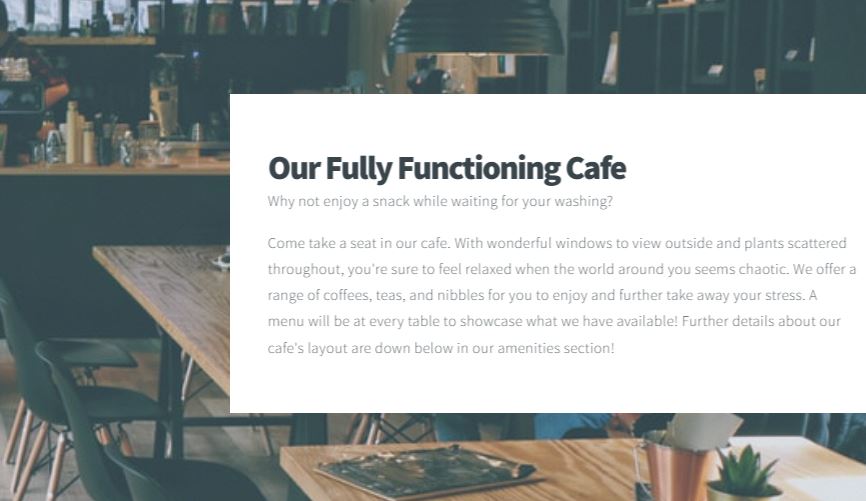 Our Fully Functioning Cafe
Why not enjoy a snack while waiting for your washing?
Come take a seat in our cafe. With wonderful windows to view outside and plants scattered
throughout, you're sure to feel relaxed when the world around you seems chaotic. We offer a
range of coffees, teas, and nibbles for you to enjoy and further take away your stress. A
menu will be at every table to showcase what we have available! Further details about our
cafe's layout are down below in our amenities section!